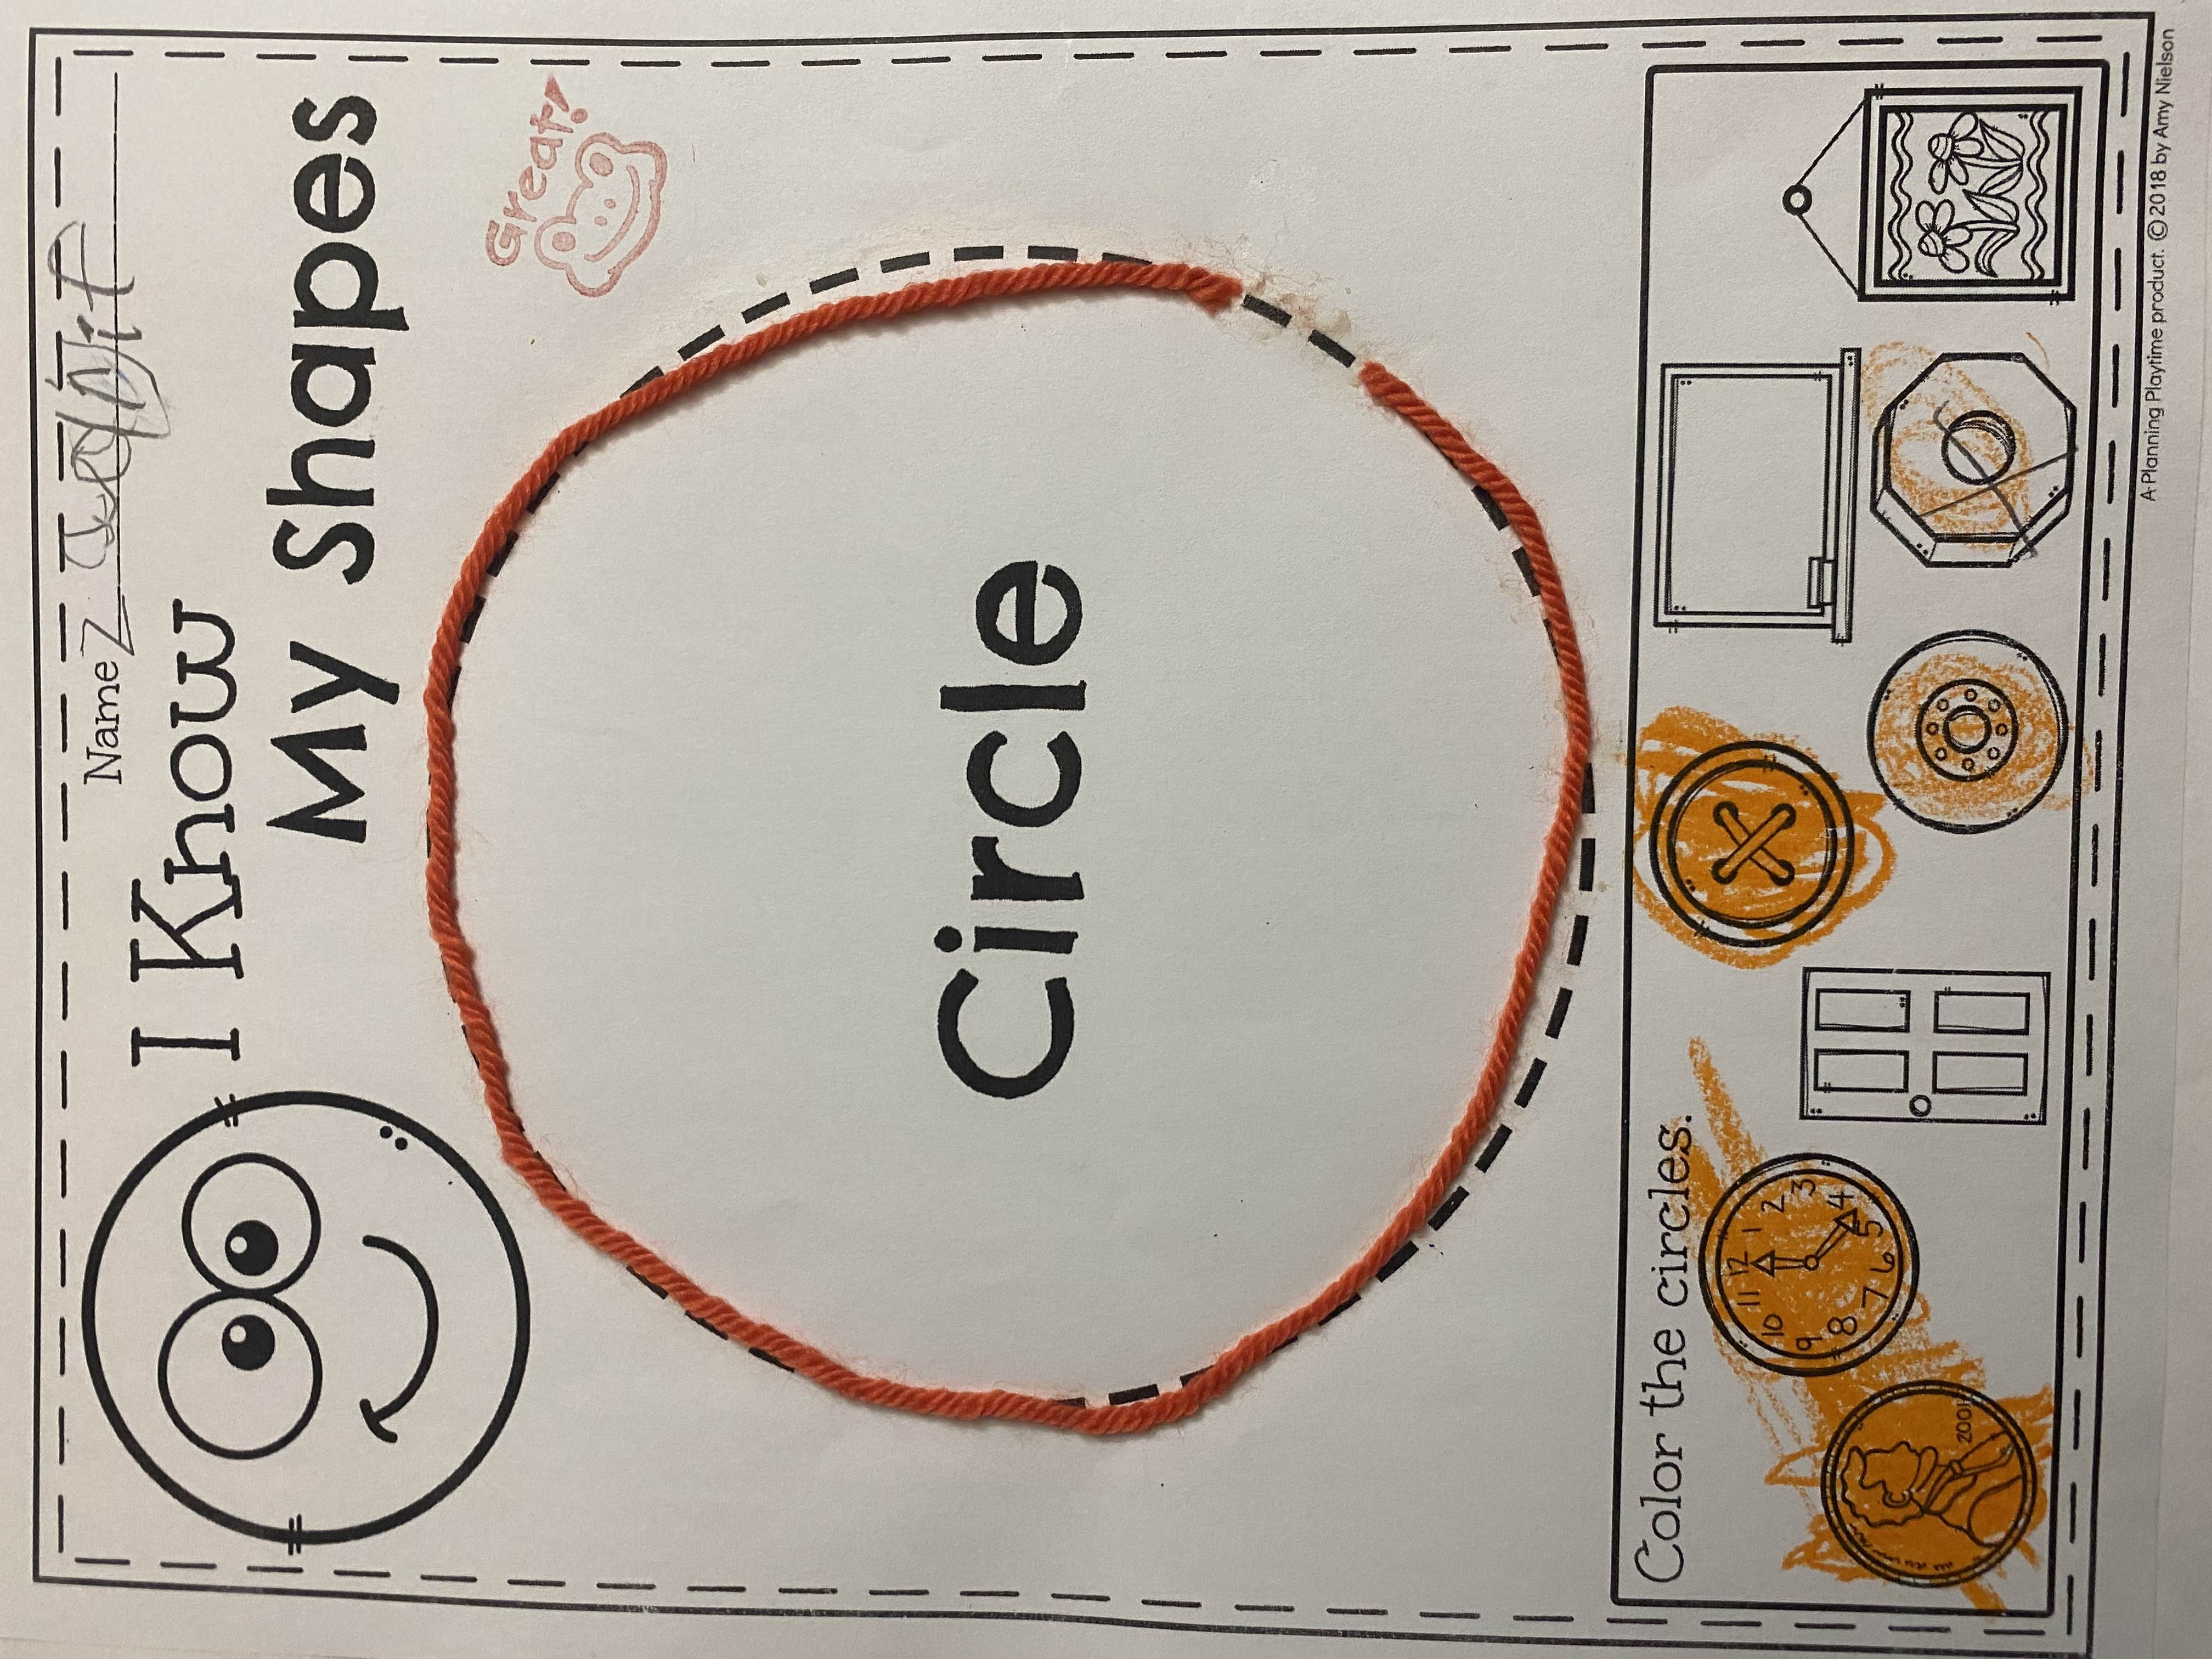 Name
I Know
My Shapes
Great!
Circle
Color the circles.
12
11 1
10 2
9 3
8 4
7 6 5
2001
A Planning Playtime product. © 2018 by Amy Nielson